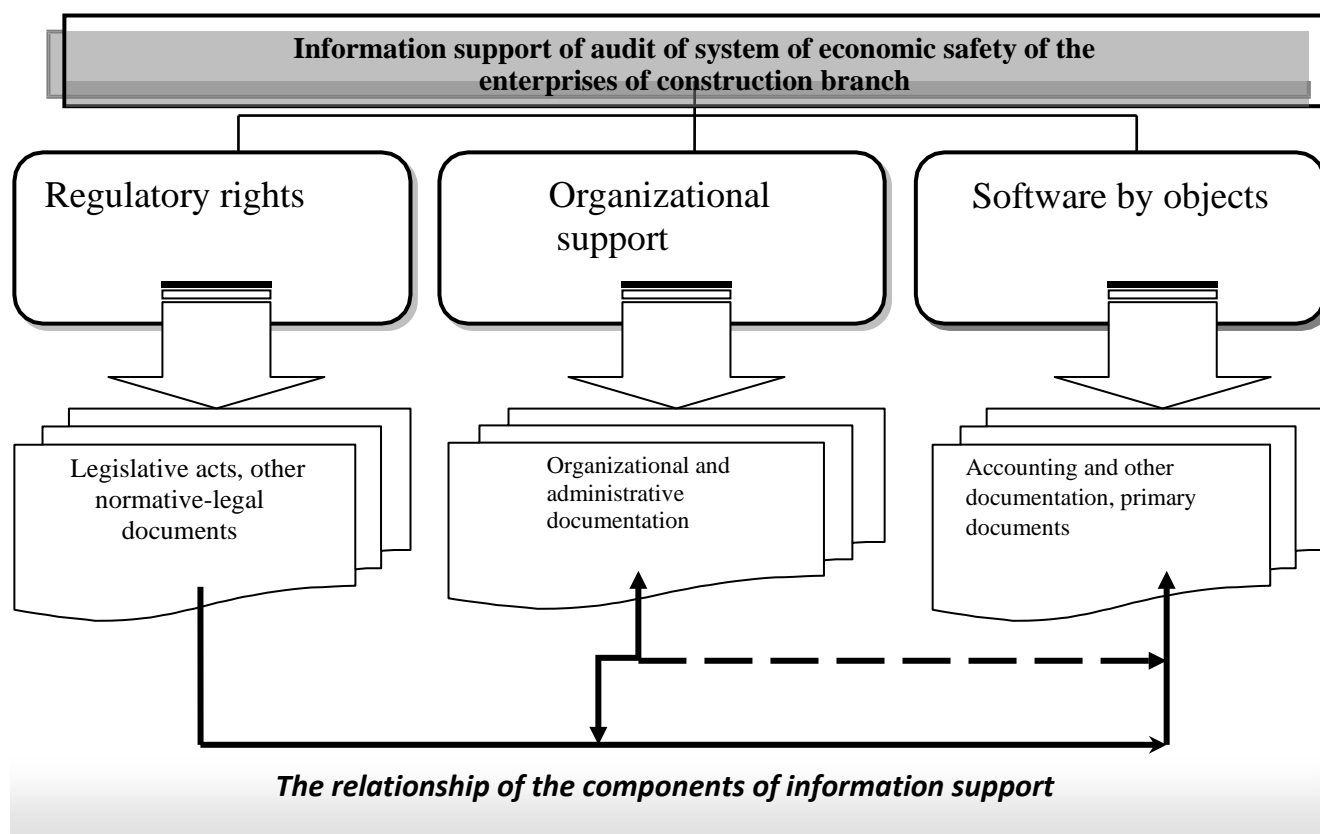 Information support of audit of system of economic safety of the
enterprises of construction branch
Regulatory rights
Organizational
support
Software by objects
Legislative acts, other
normative-legal
documents
Organizational and
administrative
documentation
Accounting and other
documentation, primary
documents
The relationship of the components of information support